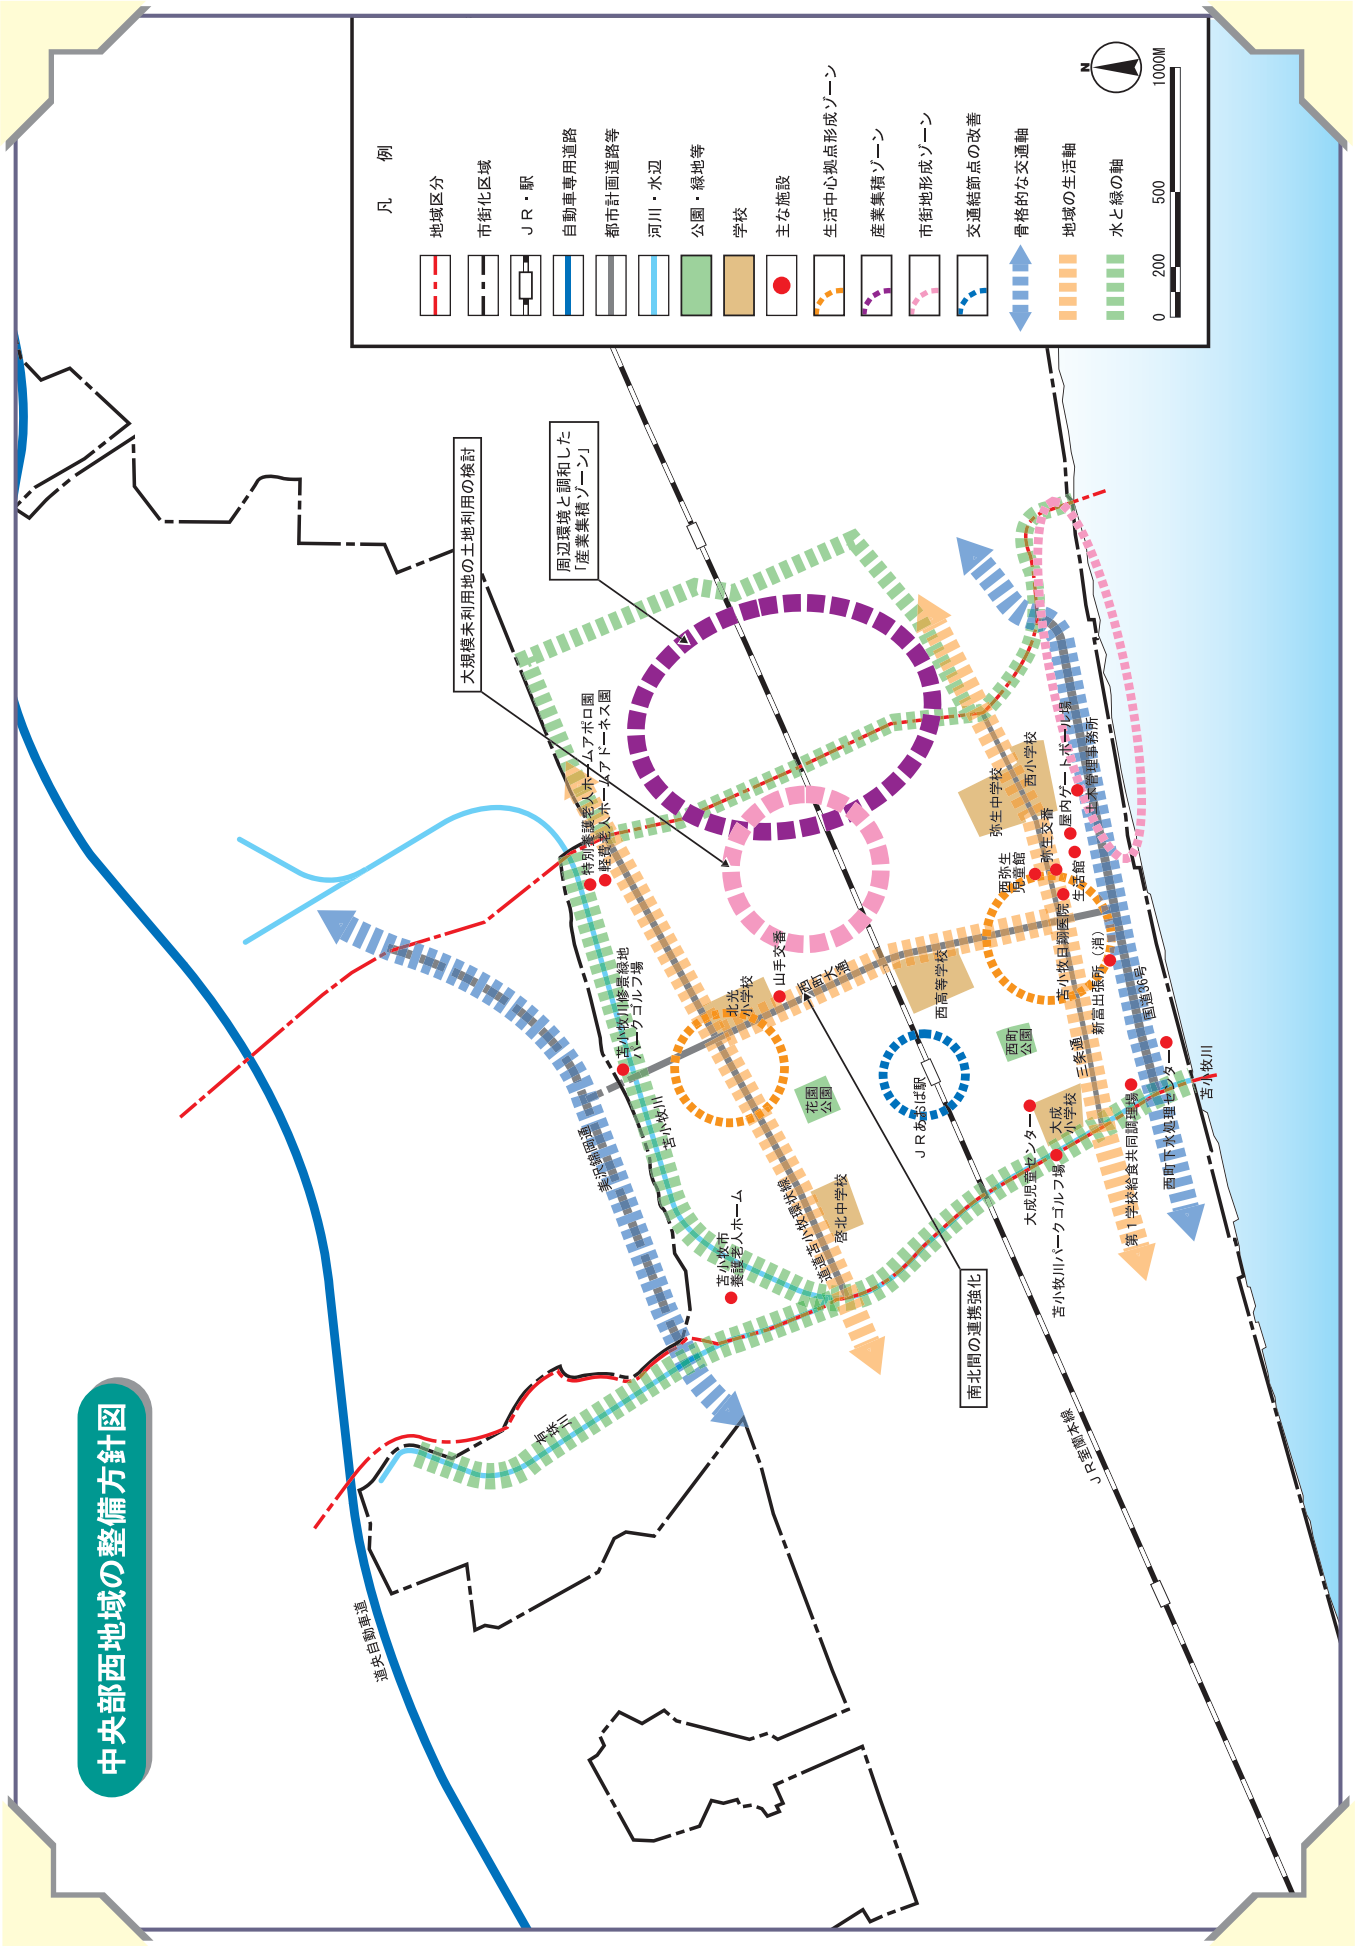 中央部西地域の整備方針図
凡　例
地域区分
市街化区域
ＪＲ・駅
自動車専用道路
都市計画道路等
河川・水辺
公園・緑地等
学校
主な施設
生活中心拠点形成ゾーン
産業集積ゾーン
市街地形成ゾーン
交通結節点の改善
骨格的な交通軸
地域の生活軸
水と緑の軸
0
200
500
1000M
N
大規模未利用地の土地利用の検討
周辺環境と調和した
「産業集積ゾーン」
南北間の連携強化
道央自動車道
有珠川
美沢錦岡通
苫小牧川
苫小牧市
養護老人ホーム
苫小牧川修景緑地
パークゴルフ場
特別養護老人ホームアポロ園
軽費老人ホームアドーネス園
道道苫小牧環状線
啓北中学校
花園
公園
北光
小学校
山手交番
西町大通
ＪＲあおば駅
西高等学校
西町
公園
弥生中学校
西小学校
西弥生
児童館
弥生交番
屋内ゲートボール場
生活館
土木管理事務所
苫小牧日翔医院
新富出張所（消）
三条通
国道36号
大成児童センター
大成
小学校
苫小牧川パークゴルフ場
第１学校給食共同調理場
西町下水処理センター
苫小牧川
ＪＲ室蘭本線